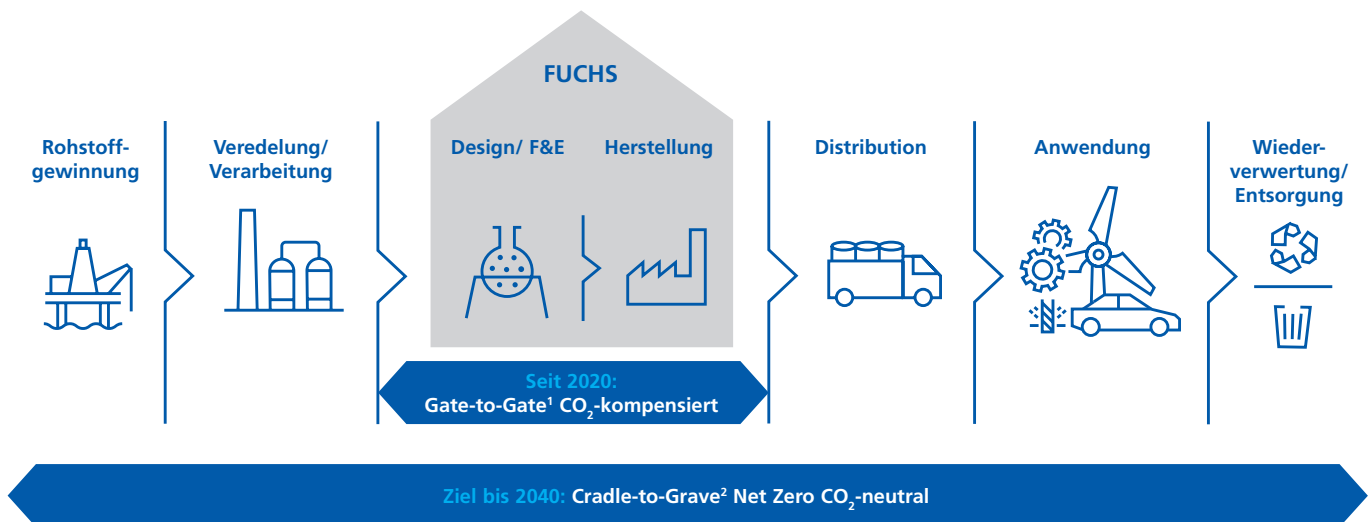 FUCHS
Rohstoff-
gewinnung
Veredelung/
Verarbeitung
Design/ F&E
Herstellung
Distribution
Anwendung
Wieder-
verwertung/
Entsorgung
Seit 2020:
Gate-to-Gate¹ CO₂-kompensiert
Ziel bis 2040: Cradle-to-Grave² Net Zero CO₂-neutral